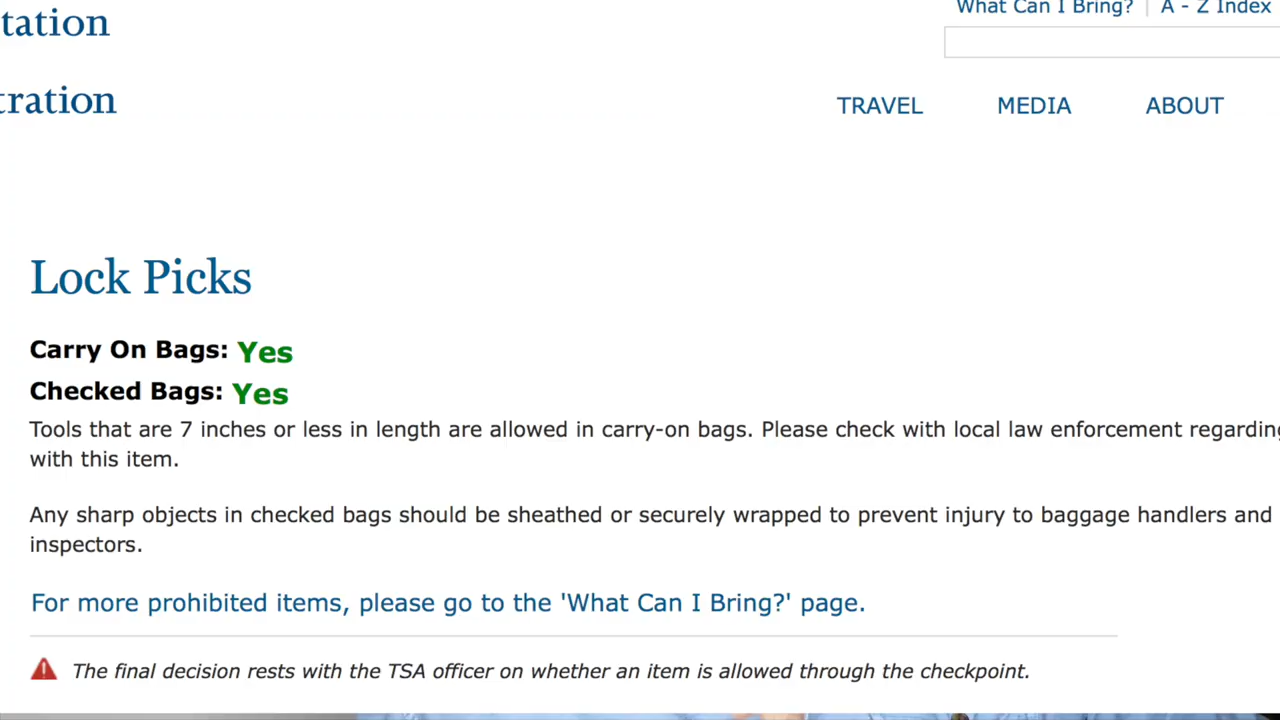 tation
What Can I Bring? | A - Z Index
tration
TRAVEL MEDIA ABOUT
Lock Picks
Carry On Bags: Yes
Checked Bags: Yes
Tools that are 7 inches or less in length are allowed in carry-on bags. Please check with local law enforcement regarding
with this item.
Any sharp objects in checked bags should be sheathed or securely wrapped to prevent injury to baggage handlers and
inspectors.
For more prohibited items, please go to the 'What Can I Bring?' page.
The final decision rests with the TSA officer on whether an item is allowed through the checkpoint.